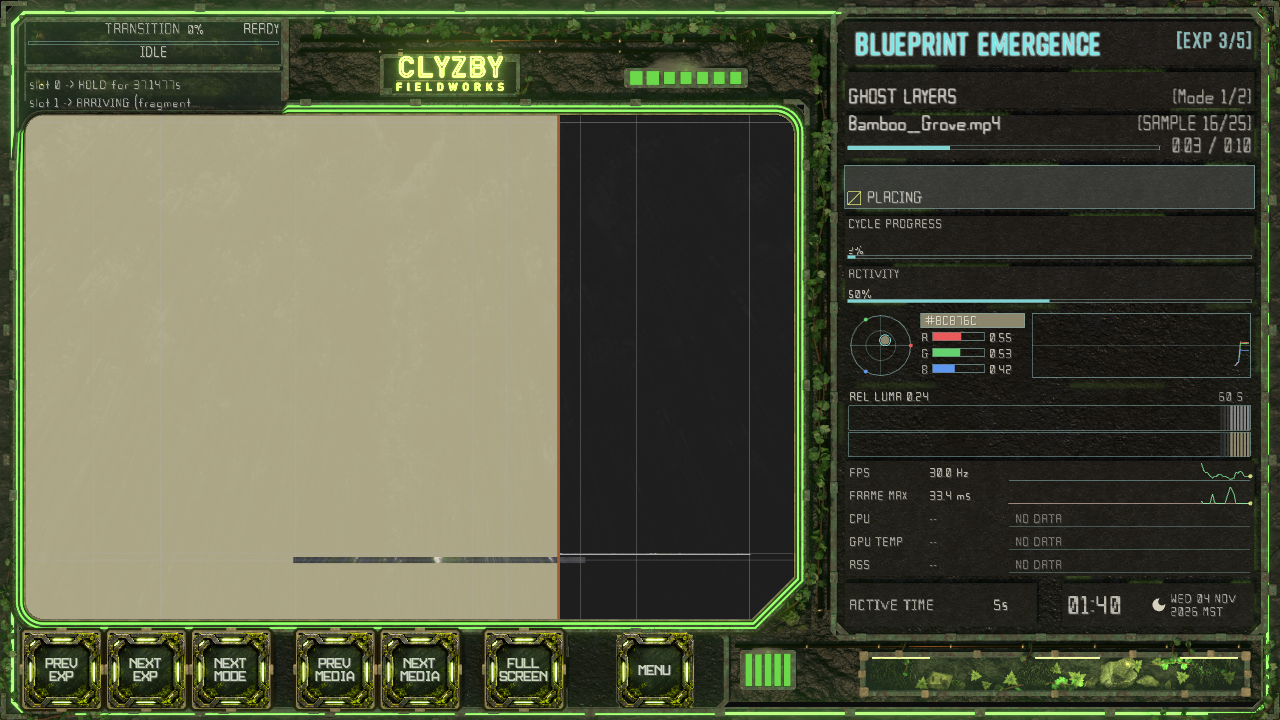 TRANSITION 0% READY
IDLE
slot 0 -> HOLD for 37.1477s
slot 1 -> ARRIVING (fragment...
CLYZBY
FIELDWORKS
BLUEPRINT EMERGENCE [EXP 3/5]
GHOST LAYERS (Mode 1/2)
Bamboo_Grove.mp4 [SAMPLE 16/25]
0:03 / 0:10
PLACING
CYCLE PROGRESS
ACTIVITY
50%
#8C876C
R 0.55
G 0.53
B 0.42
REL LUMA 0.24 60 S
FPS 30.0 Hz
FRAME MAX 33.4 mS
CPU -- NO DATA
GPU TEMP -- NO DATA
RSS -- NO DATA
ACTIVE TIME 5s 01:40 WED 04 NOV
2026 MST
PREV
EXP
NEXT
EXP
NEXT
MODE
PREV
MEDIA
NEXT
MEDIA
FULL
SCREEN
MENU